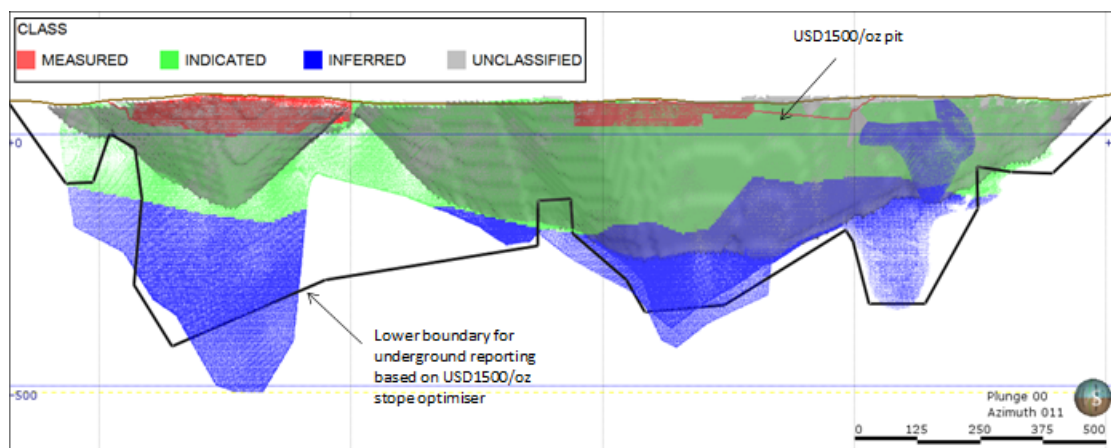 CLASS
MEASURED INDICATED INFERRED UNCLASSIFIED
USD1500/oz pit
+0
Lower boundary for
underground reporting
based on USD1500/oz
stope optimiser
-500
Plunge 00
Azimuth 011
S
0 125 250 375 500